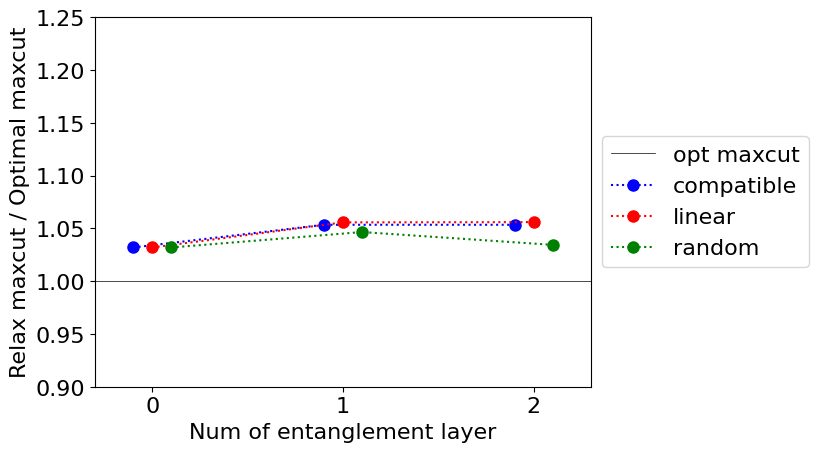 Relax maxcut / Optimal maxcut
1.25
1.20
1.15
1.10
1.05
1.00
0.95
0.90
0
1
2
Num of entanglement layer
opt maxcut
compatible
linear
random